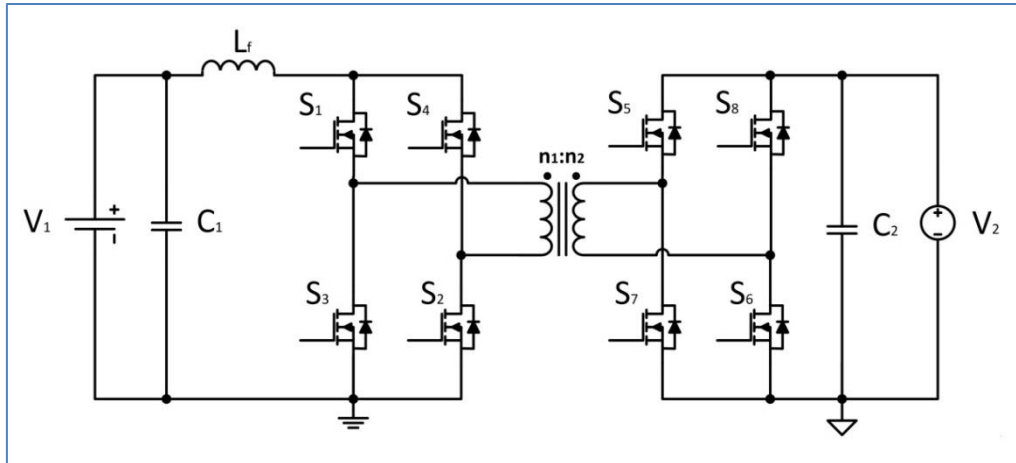 Lf
S1 S4 S5 S8
n1:n2
+ +
V1 C1 C2 V2
- -
S3 S2 S7 S6